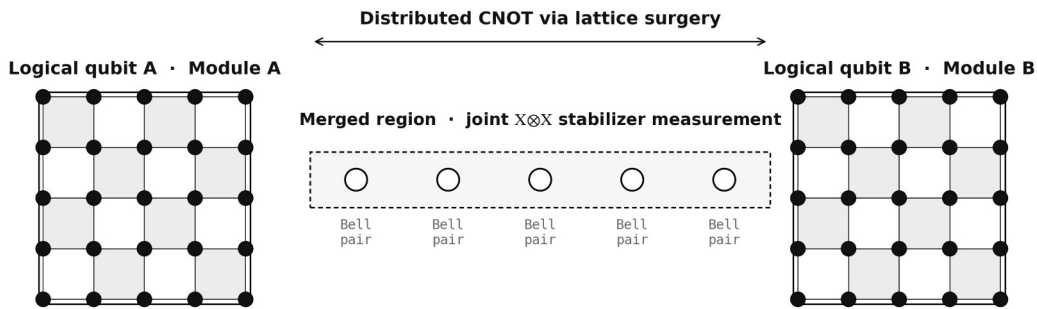 Distributed CNOT via lattice surgery
Logical qubit A · Module A
Logical qubit B · Module B
Merged region · joint X⊗X stabilizer measurement
Bell pair
Bell pair
Bell pair
Bell pair
Bell pair